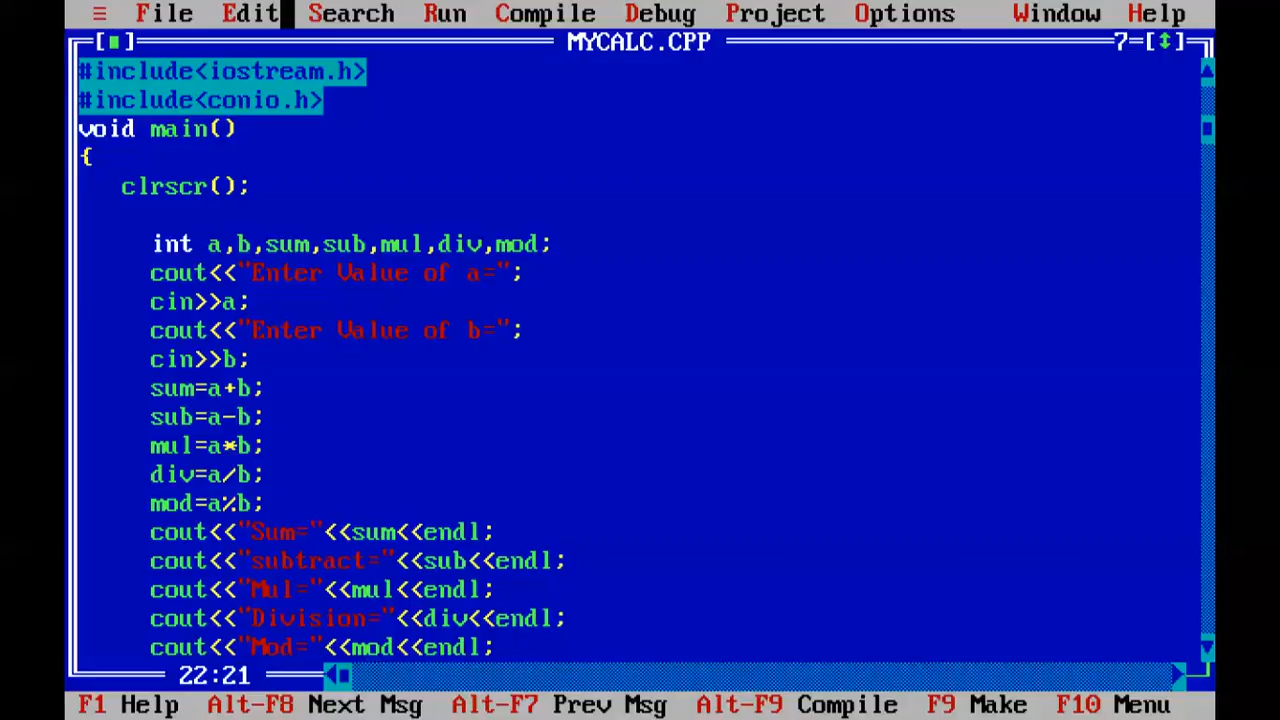 ≡ File Edit Search Run Compile Debug Project Options Window Help
[■] MYCALC.CPP 7=[↕]
#include<iostream.h>
#include<conio.h>
void main()
{
clrscr();
int a,b,sum,sub,mul,div,mod;
cout<<"Enter Value of a=";
cin>>a;
cout<<"Enter Value of b=";
cin>>b;
sum=a+b;
sub=a-b;
mul=a*b;
div=a/b;
mod=a%b;
cout<<"Sum="<<sum<<endl;
cout<<"subtract="<<sub<<endl;
cout<<"Mul="<<mul<<endl;
cout<<"Division="<<div<<endl;
cout<<"Mod="<<mod<<endl;
22:21
F1 Help Alt-F8 Next Msg Alt-F7 Prev Msg Alt-F9 Compile F9 Make F10 Menu